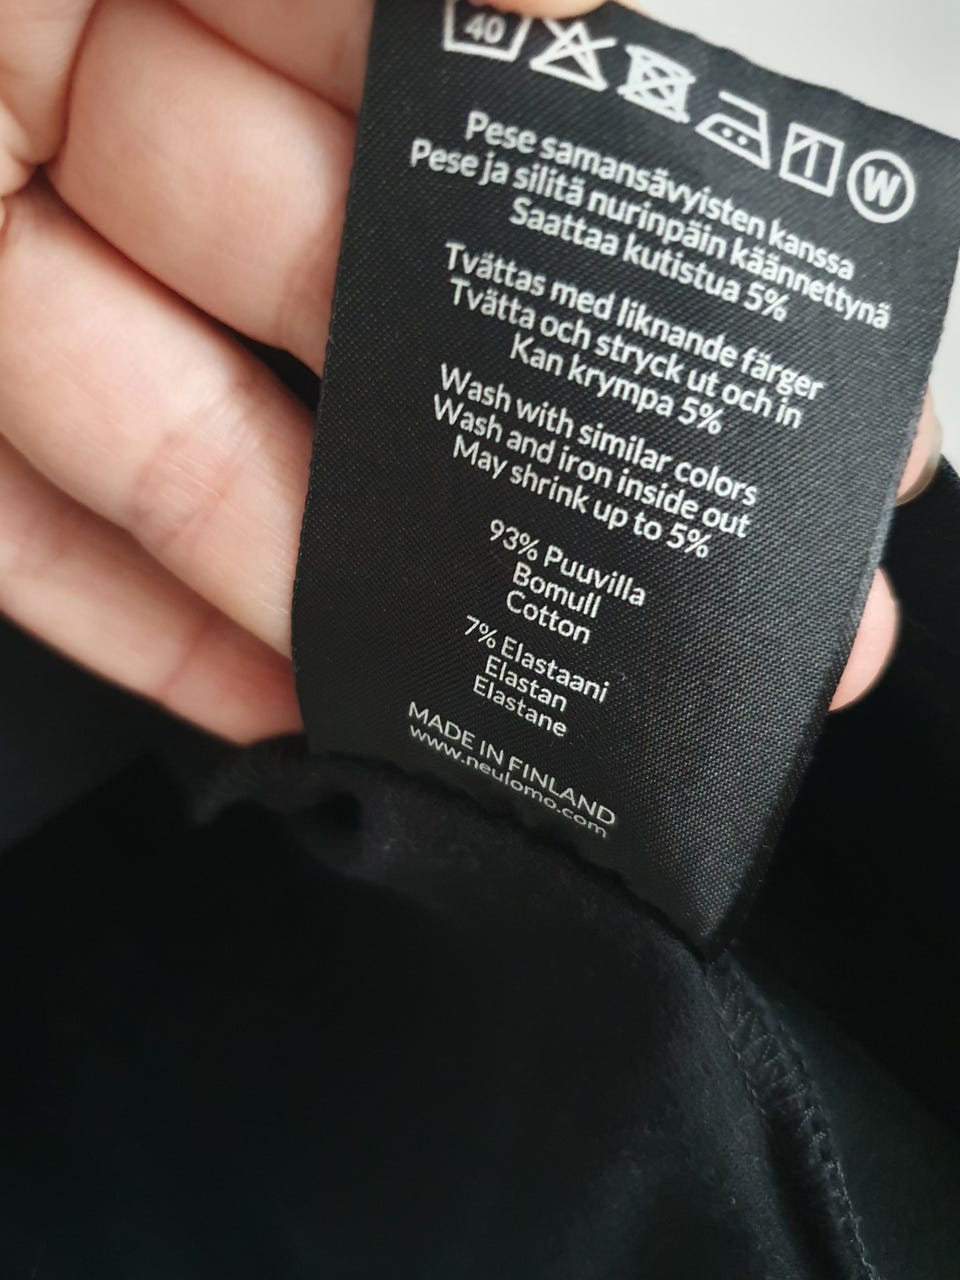 40
W
Pese samansävyisten kanssa
Pese ja silitä nurinpäin käännettynä
Saattaa kutistua 5%
Tvättas med liknande färger
Tvätta och stryck ut och in
Kan krympa 5%
Wash with similar colors
Wash and iron inside out
May shrink up to 5%
93% Puuvilla
Bomull
Cotton
7% Elastaani
Elastan
Elastane
MADE IN FINLAND
www.neulomo.com